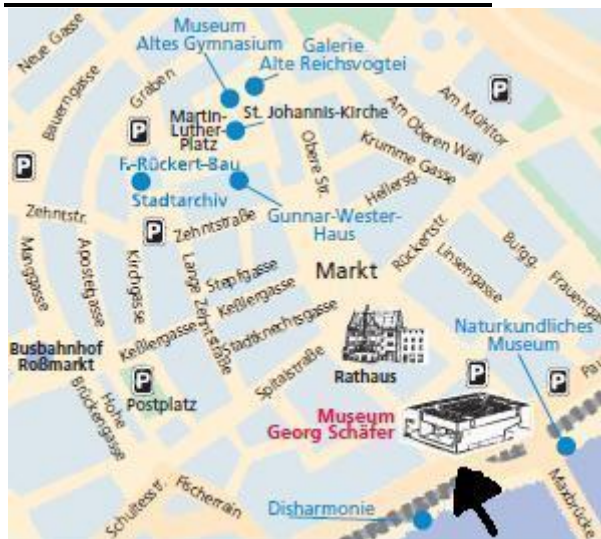 Museum
Altes Gymnasium
Galerie
Alte Reichsvogtei
Neue Gasse
Bauerngasse
Graben
P
P
Martin-
Luther-
Platz
St. Johannis-Kirche
Am Oberen Wall
Am Mühltor
Krumme Gasse
Obere Str.
Hellersg.
P
F.-Rückert-Bau
Stadtarchiv
Gunnar-Wester-
Haus
Zehntstr.
P
Zehntstraße
Manggasse
Apostelgasse
Kirchgasse
Lange Zehntstraße
Stepfgasse
Keßlergasse
Markt
Rückertstr.
Linsengasse
Burgg.
Frauenga
Keßlergasse
Stadtknechtsgasse
Spitalstraße
Naturkundliches
Museum
Busbahnhof
Roßmarkt
P
Postplatz
Rathaus
P
P
Hohe
Brückengasse
Museum
Georg Schäfer
Schultesstr.
Fischerrain
Disharmonie
Maxbrücke